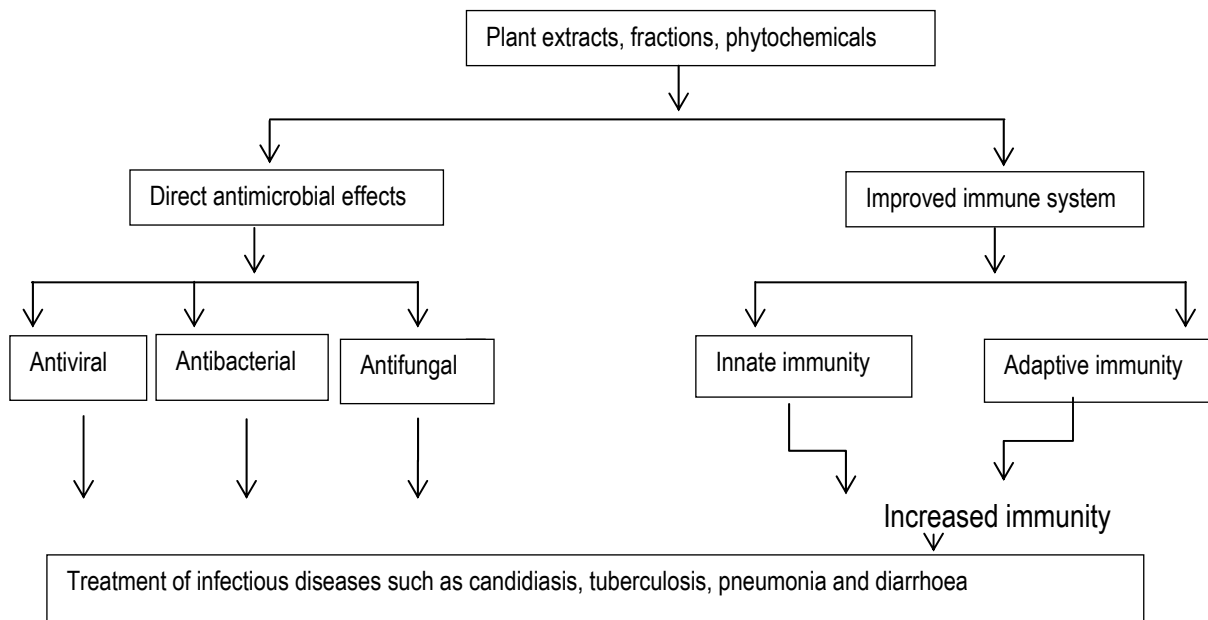 Plant extracts, fractions, phytochemicals
Direct antimicrobial effects
Improved immune system
Antiviral
Antibacterial
Antifungal
Innate immunity
Adaptive immunity
Increased immunity
Treatment of infectious diseases such as candidiasis, tuberculosis, pneumonia and diarrhoea